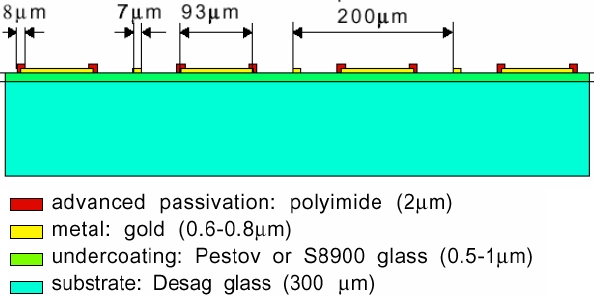 8μm 7μm 93μm 200μm
advanced passivation: polyimide (2μm)
metal: gold (0.6-0.8μm)
undercoating: Pestov or S8900 glass (0.5-1μm)
substrate: Desag glass (300 μm)